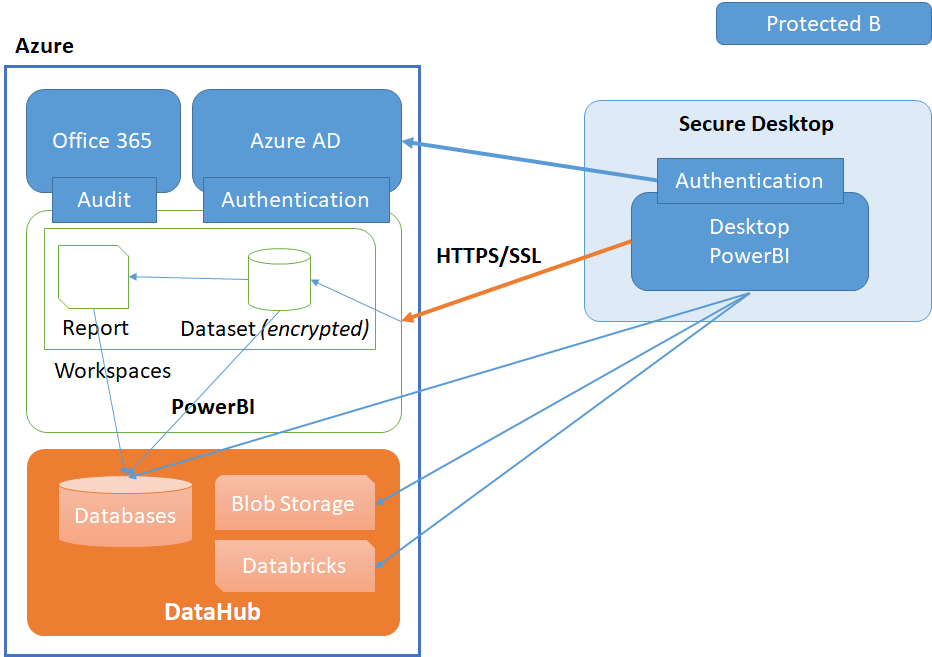 Protected B
Azure
Office 365
Azure AD
Audit
Authentication
Secure Desktop
Authentication
Desktop
PowerBI
HTTPS/SSL
Report
Dataset (encrypted)
Workspaces
PowerBI
Databases
Blob Storage
Databricks
DataHub